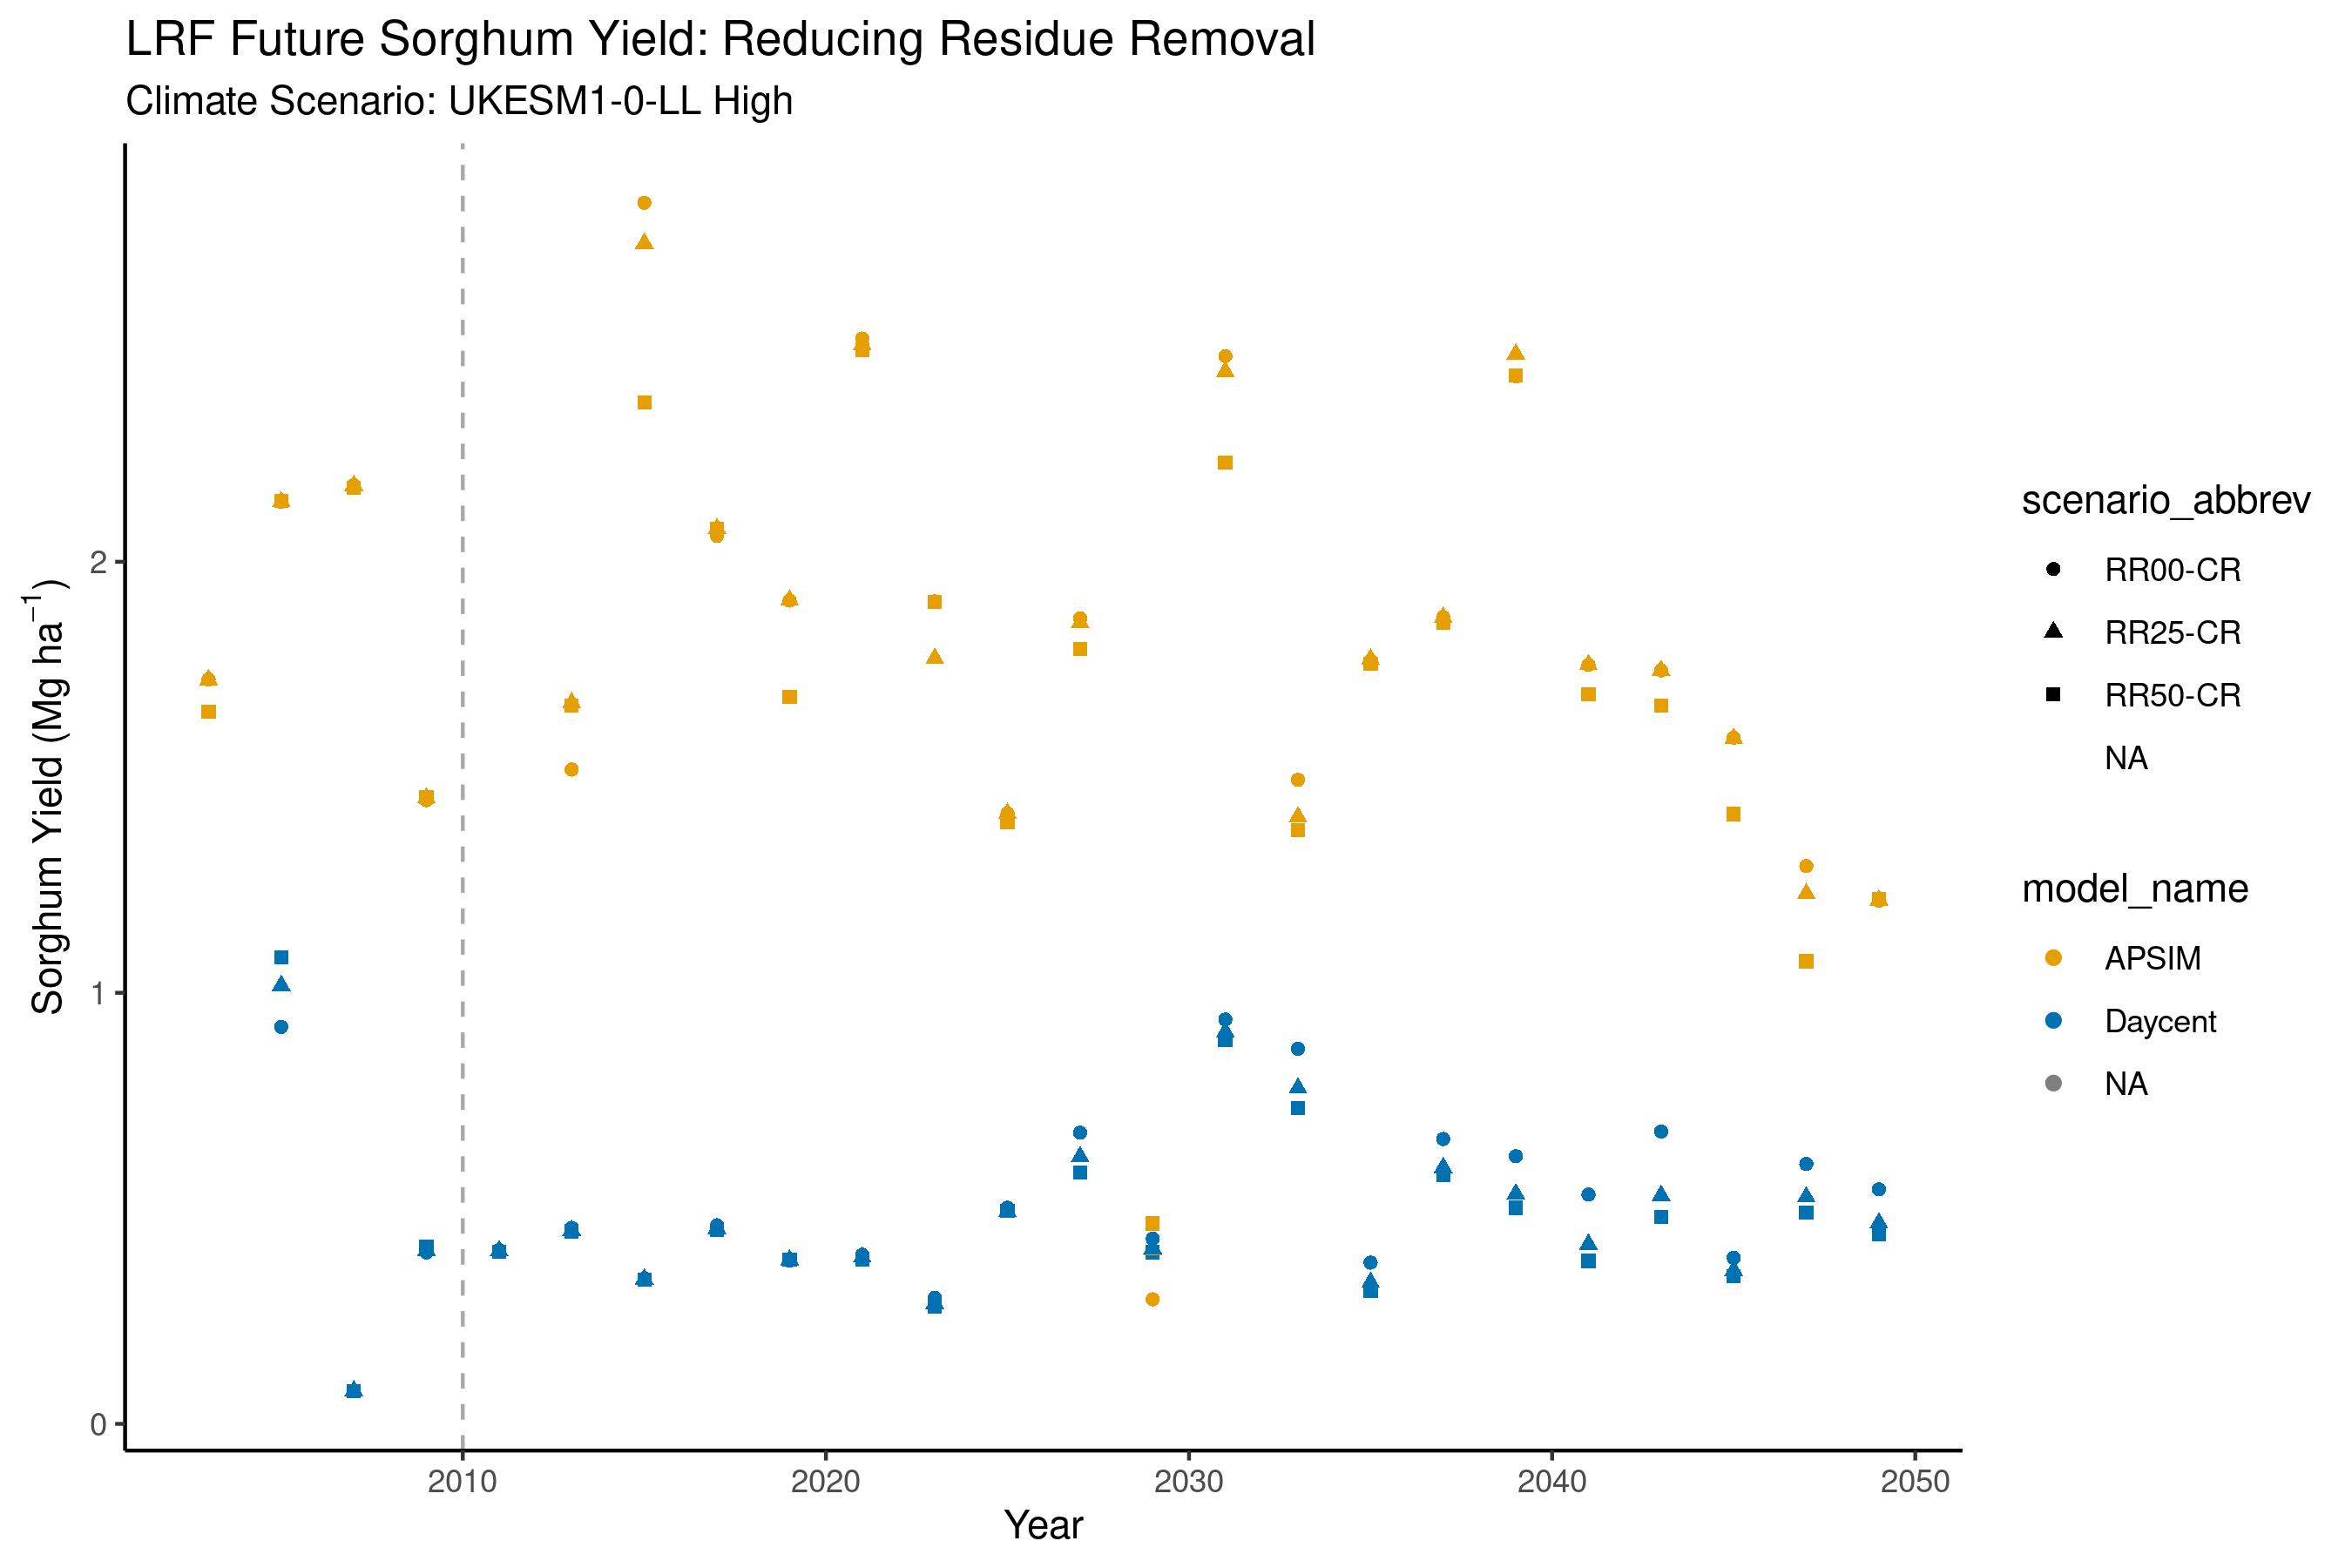 LRF Future Sorghum Yield: Reducing Residue Removal
Climate Scenario: UKESM1-0-LL High
Sorghum Yield (Mg ha⁻¹)
2
1
0
2010
2020
2030
2040
2050
Year
scenario_abbrev
RR00-CR
RR25-CR
RR50-CR
NA
model_name
APSIM
Daycent
NA